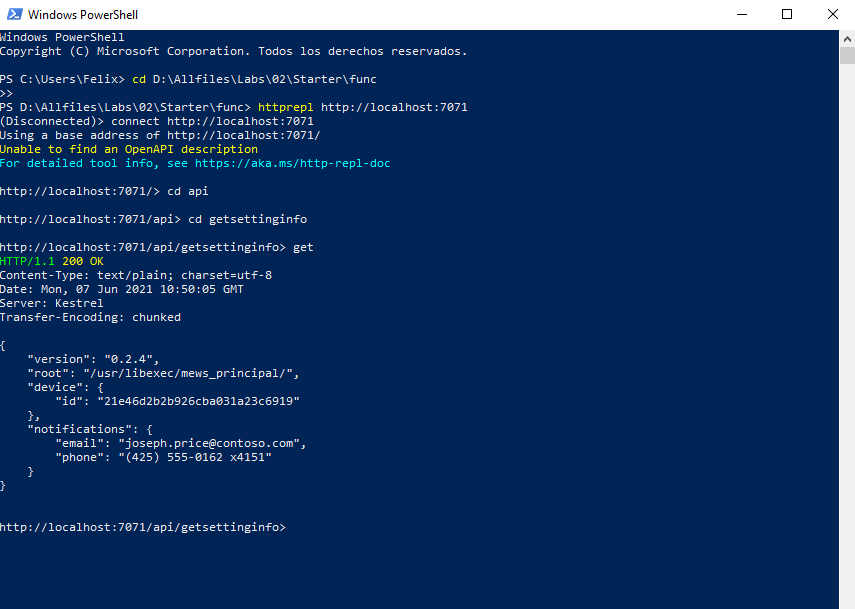 Windows PowerShell
Windows PowerShell
Copyright (C) Microsoft Corporation. Todos los derechos reservados.
PS C:\Users\Felix> cd D:\Allfiles\Labs\02\Starter\func
>>
PS D:\Allfiles\Labs\02\Starter\func> httprepl http://localhost:7071
(Disconnected)> connect http://localhost:7071
Using a base address of http://localhost:7071/
Unable to find an OpenAPI description
For detailed tool info, see https://aka.ms/http-repl-doc
http://localhost:7071/> cd api
http://localhost:7071/api> cd getsettinginfo
http://localhost:7071/api/getsettinginfo> get
HTTP/1.1 200 OK
Content-Type: text/plain; charset=utf-8
Date: Mon, 07 Jun 2021 10:50:05 GMT
Server: Kestrel
Transfer-Encoding: chunked
{
    "version": "0.2.4",
    "root": "/usr/libexec/mews_principal/",
    "device": {
        "id": "21e46d2b2b926cba031a23c6919"
    },
    "notifications": {
        "email": "joseph.price@contoso.com",
        "phone": "(425) 555-0162 x4151"
    }
}
http://localhost:7071/api/getsettinginfo>